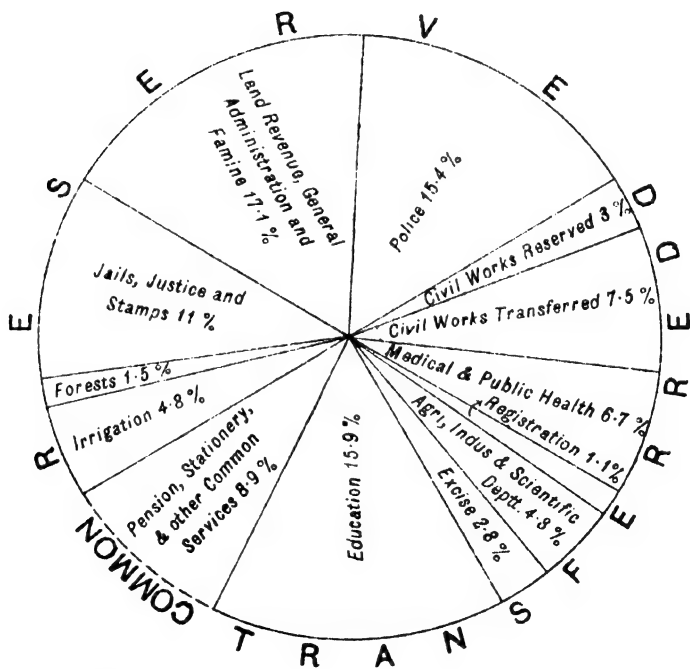 RESERVED
Land Revenue, General
Administration and
Famine 17·1 %
Police 15·4 %
Civil Works Reserved 3 %
Jails, Justice and
Stamps 11 %
Forests 1·5 %
Irrigation 4·8 %
COMMON
Pension, Stationery,
& other Common
Services 8·9 %
TRANSFERRED
Civil Works Transferred 7·5 %
Medical & Public Health 6·7 %
Registration 1·1%
Agri, Indus & Scientific
Deptt. 4·3 %
Excise 2·8 %
Education 15·9 %